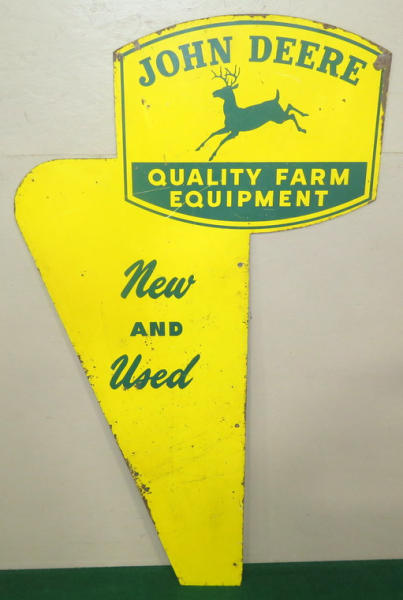 JOHN DEERE
QUALITY FARM
EQUIPMENT
New
AND
Used